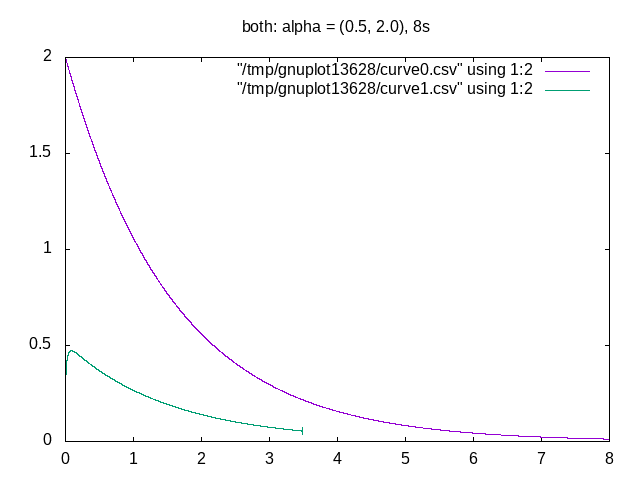 both: alpha = (0.5, 2.0), 8s
"/tmp/gnuplot13628/curve0.csv" using 1:2
"/tmp/gnuplot13628/curve1.csv" using 1:2
2
1.5
1
0.5
0
0 1 2 3 4 5 6 7 8